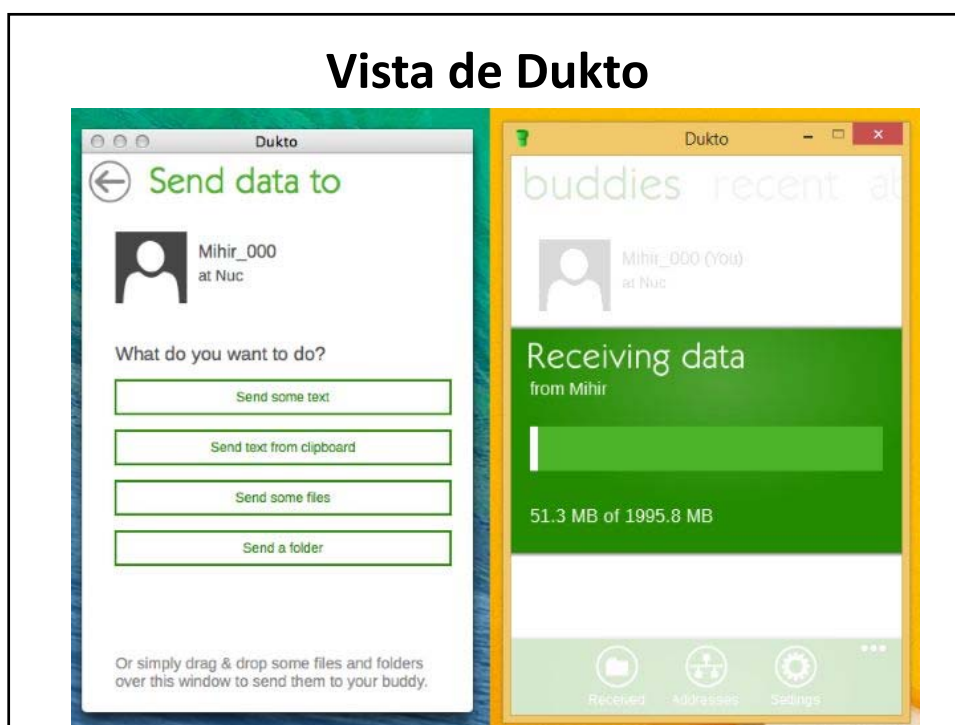 Vista de Dukto
Dukto
Send data to
Mihir_000
at Nuc
What do you want to do?
Send some text
Send text from clipboard
Send some files
Send a folder
Or simply drag & drop some files and folders
over this window to send them to your buddy.
Dukto
buddies recent ab
Mihir_000 (You)
at Nuc
Receiving data
from Mihir
51.3 MB of 1995.8 MB
Received Addresses Settings